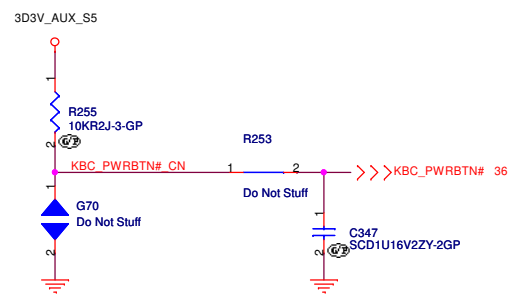 3D3V_AUX_S5
1
R255
10KR2J-3-GP
2
G/P
R253
KBC_PWRBTN#_CN
1
2
KBC_PWRBTN# 36
1
G70
Do Not Stuff
2
Do Not Stuff
1
C347
SCD1U16V2ZY-2GP
2
G/P